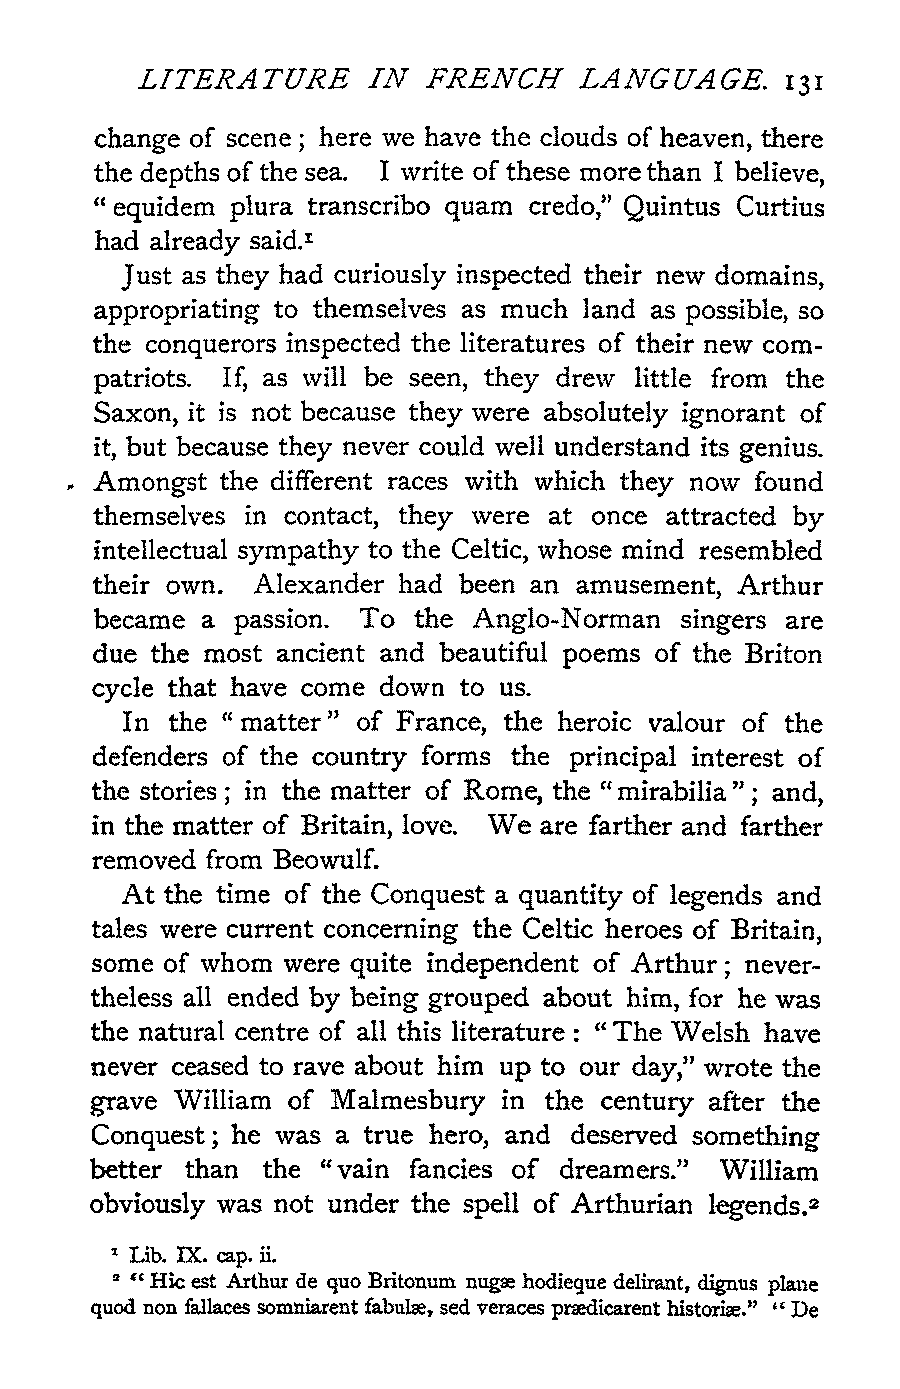 LITERATURE IN FRENCH LANGUAGE. 131
change of scene ; here we have the clouds of heaven, there
the depths of the sea. I write of these more than I believe,
“ equidem plura transcribo quam credo,” Quintus Curtius
had already said.¹
Just as they had curiously inspected their new domains,
appropriating to themselves as much land as possible, so
the conquerors inspected the literatures of their new com-
patriots. If, as will be seen, they drew little from the
Saxon, it is not because they were absolutely ignorant of
it, but because they never could well understand its genius.
Amongst the different races with which they now found
themselves in contact, they were at once attracted by
intellectual sympathy to the Celtic, whose mind resembled
their own. Alexander had been an amusement, Arthur
became a passion. To the Anglo-Norman singers are
due the most ancient and beautiful poems of the Briton
cycle that have come down to us.
In the “ matter ” of France, the heroic valour of the
defenders of the country forms the principal interest of
the stories ; in the matter of Rome, the “ mirabilia ” ; and,
in the matter of Britain, love. We are farther and farther
removed from Beowulf.
At the time of the Conquest a quantity of legends and
tales were current concerning the Celtic heroes of Britain,
some of whom were quite independent of Arthur ; never-
theless all ended by being grouped about him, for he was
the natural centre of all this literature : “ The Welsh have
never ceased to rave about him up to our day,” wrote the
grave William of Malmesbury in the century after the
Conquest ; he was a true hero, and deserved something
better than the “ vain fancies of dreamers.” William
obviously was not under the spell of Arthurian legends.²
¹ Lib. IX. cap. ii.
² “ Hic est Arthur de quo Britonum nugæ hodieque delirant, dignus plane
quod non fallaces somniarent fabulæ, sed veraces prædicarent historiæ.” “ De